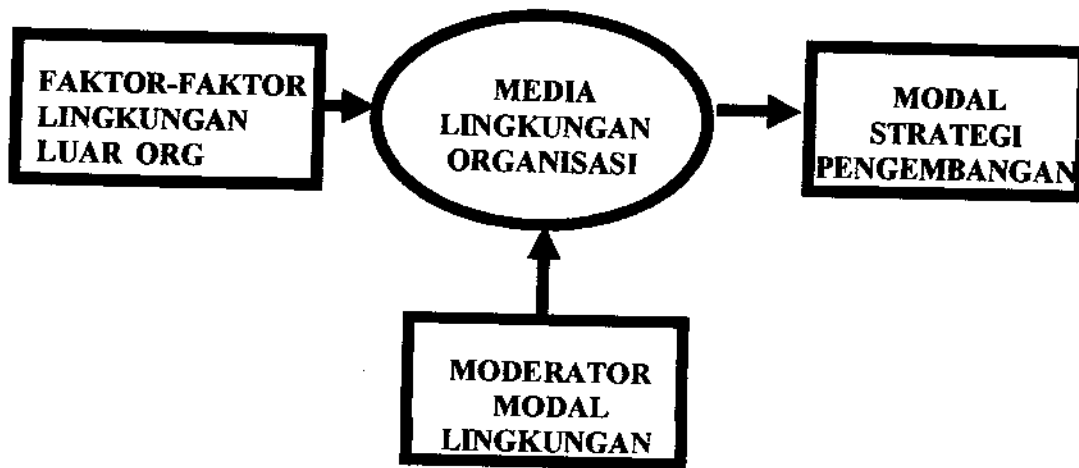 FAKTOR-FAKTOR
LINGKUNGAN
LUAR ORG
MEDIA
LINGKUNGAN
ORGANISASI
MODAL
STRATEGI
PENGEMBANGAN
MODERATOR
MODAL
LINGKUNGAN